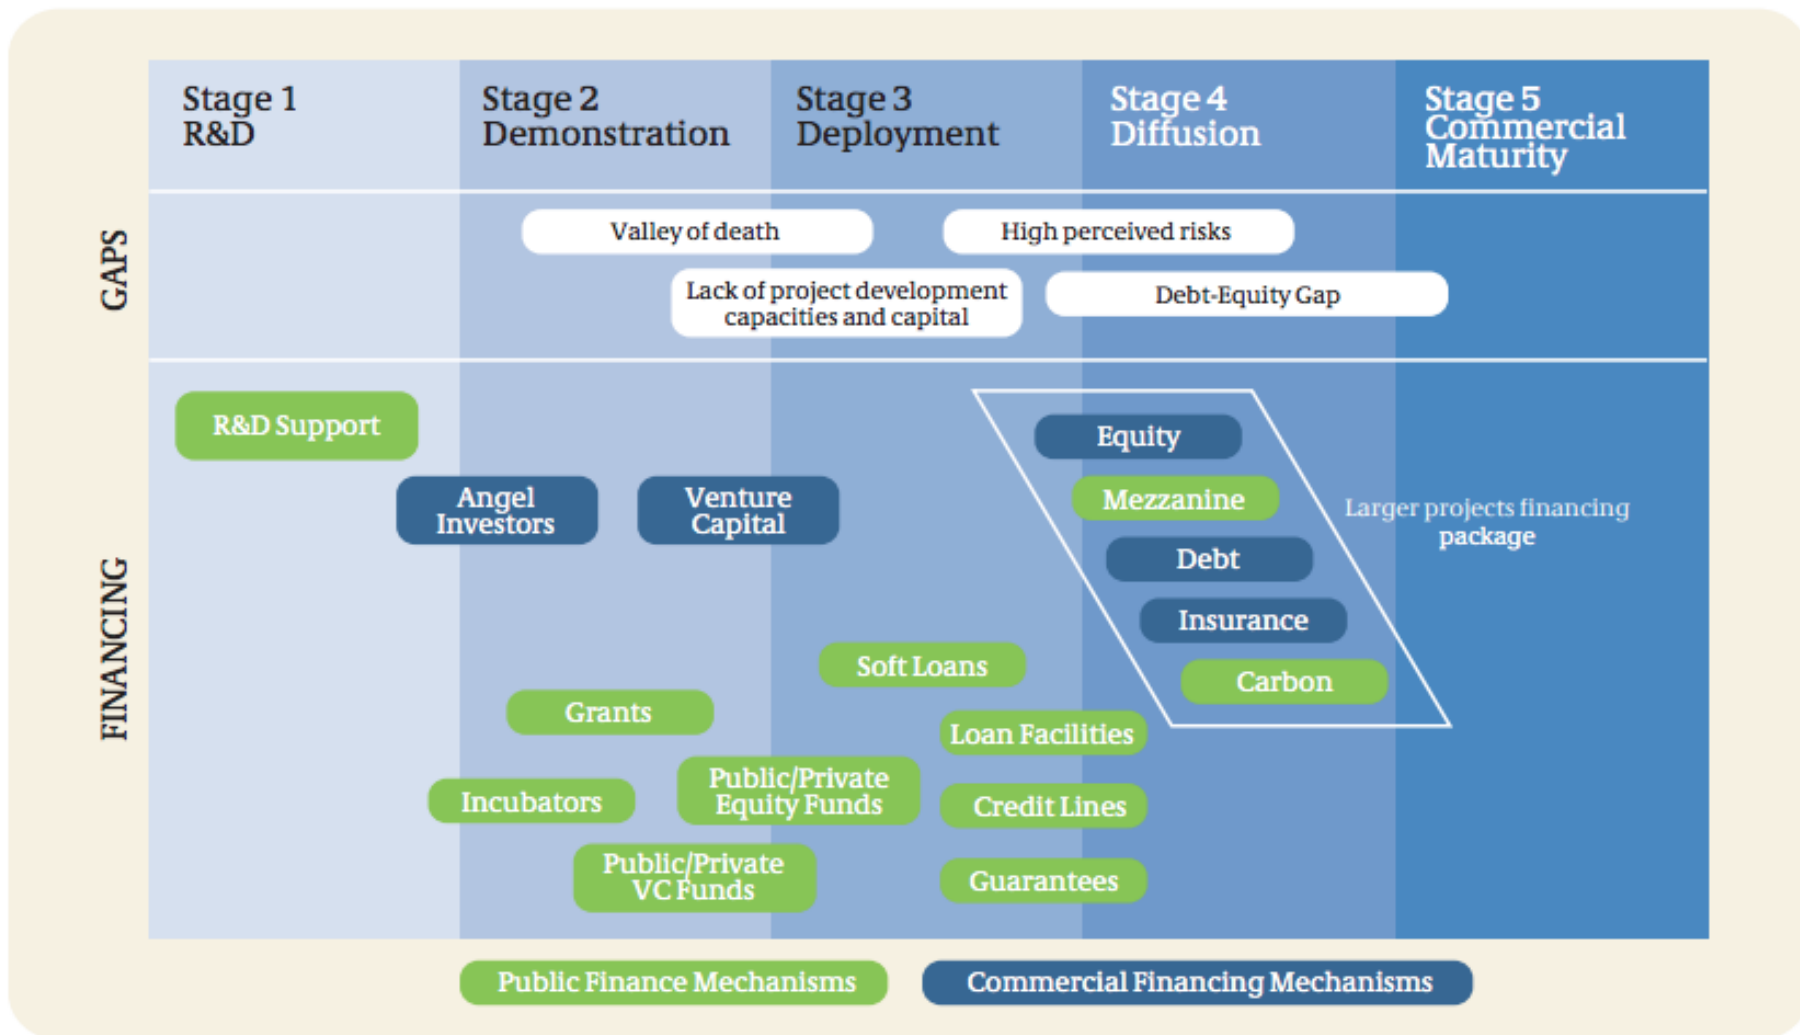 Stage 1
R&D
Stage 2
Demonstration
Stage 3
Deployment
Stage 4
Diffusion
Stage 5
Commercial
Maturity
GAPS
Valley of death
High perceived risks
Lack of project development
capacities and capital
Debt-Equity Gap
FINANCING
R&D Support
Angel
Investors
Venture
Capital
Equity
Mezzanine
Debt
Insurance
Carbon
Larger projects financing
package
Soft Loans
Grants
Loan Facilities
Public/Private
Equity Funds
Incubators
Credit Lines
Public/Private
VC Funds
Guarantees
Public Finance Mechanisms
Commercial Financing Mechanisms